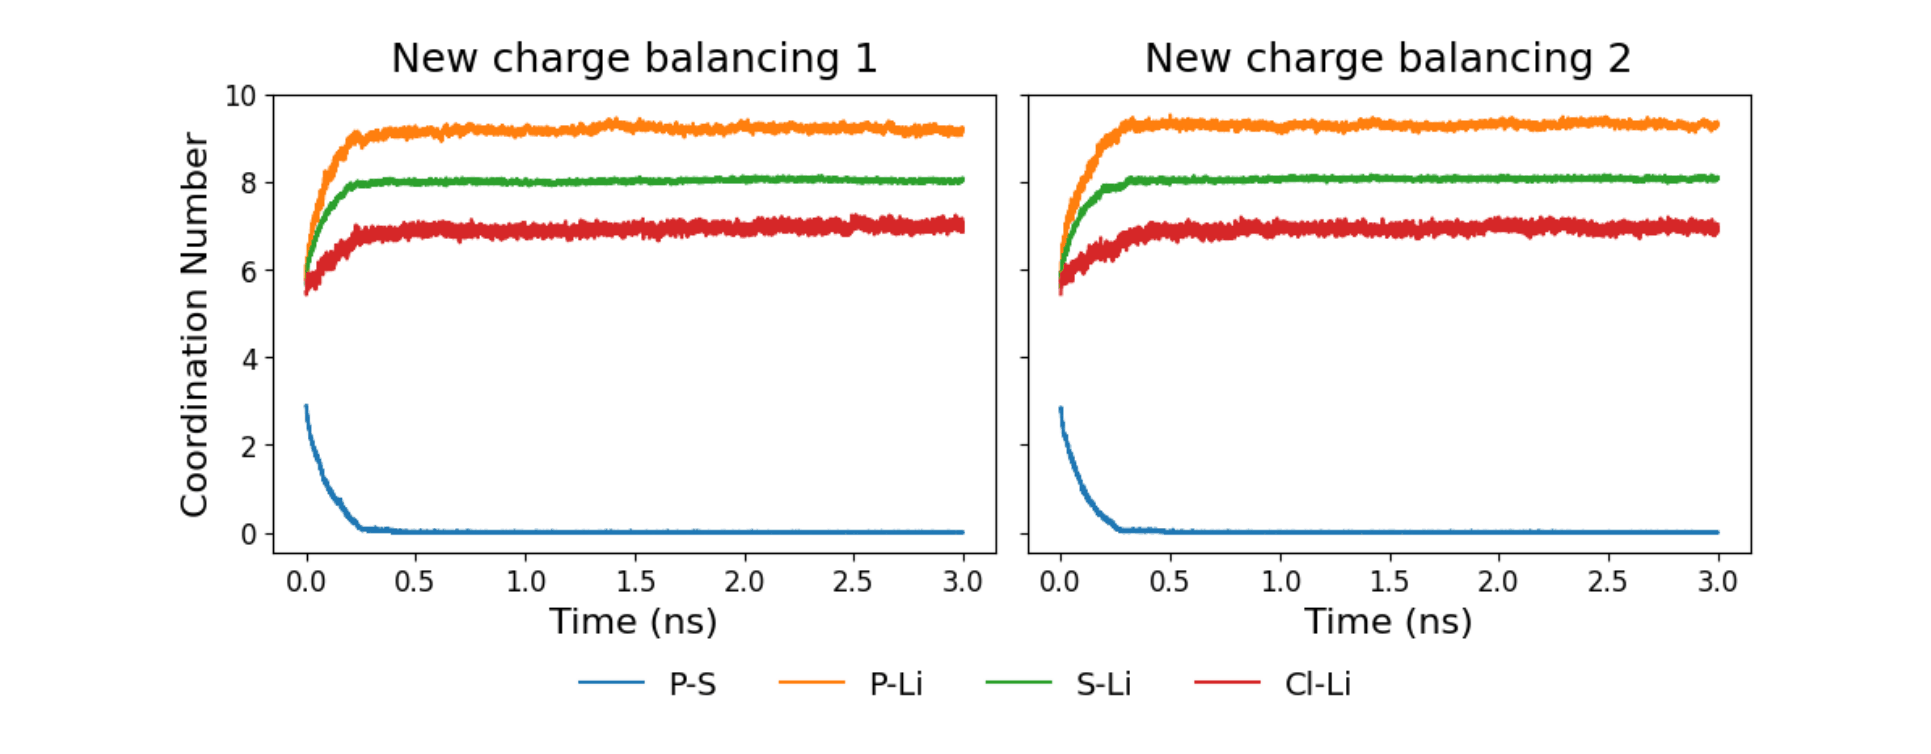 New charge balancing 1
New charge balancing 2
Coordination Number
10
8
6
4
2
0
0.0 0.5 1.0 1.5 2.0 2.5 3.0
0.0 0.5 1.0 1.5 2.0 2.5 3.0
Time (ns)
Time (ns)
P-S P-Li S-Li Cl-Li